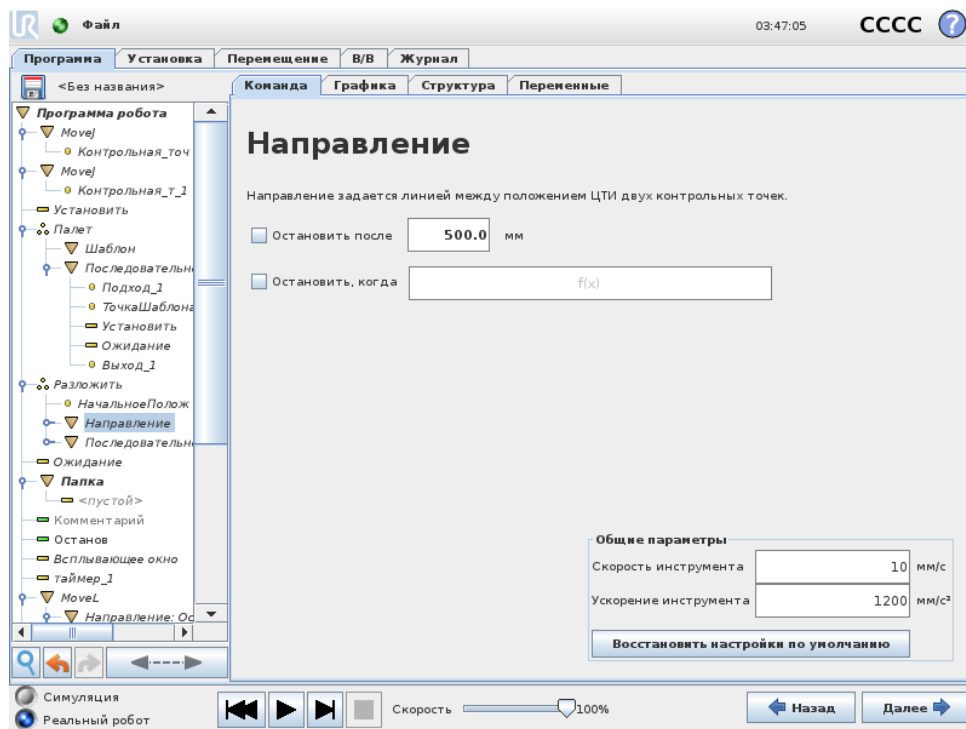 Файл 03:47:05 CCCC ?
Программа Установка Перемещение В/В Журнал
<Без названия>
Команда Графика Структура Переменные
Программа робота
MoveJ
Контрольная_точ
MoveJ
Контрольная_т_1
Установить
Палет
Шаблон
Последовательн
Подход_1
ТочкаШаблона
Установить
Ожидание
Выход_1
Разложить
НачальноеПолож
Направление
Последовательн
Ожидание
Папка
<пустой>
Комментарий
Останов
Всплывающее окно
таймер_1
MoveL
Направление: Ос
Направление
Направление задается линией между положением ЦТИ двух контрольных точек.
Остановить после 500.0 мм
Остановить, когда f(x)
Общие параметры
Скорость инструмента 10 мм/с
Ускорение инструмента 1200 мм/с²
Восстановить настройки по умолчанию
Симуляция
Реальный робот
Скорость 100%
Назад Далее